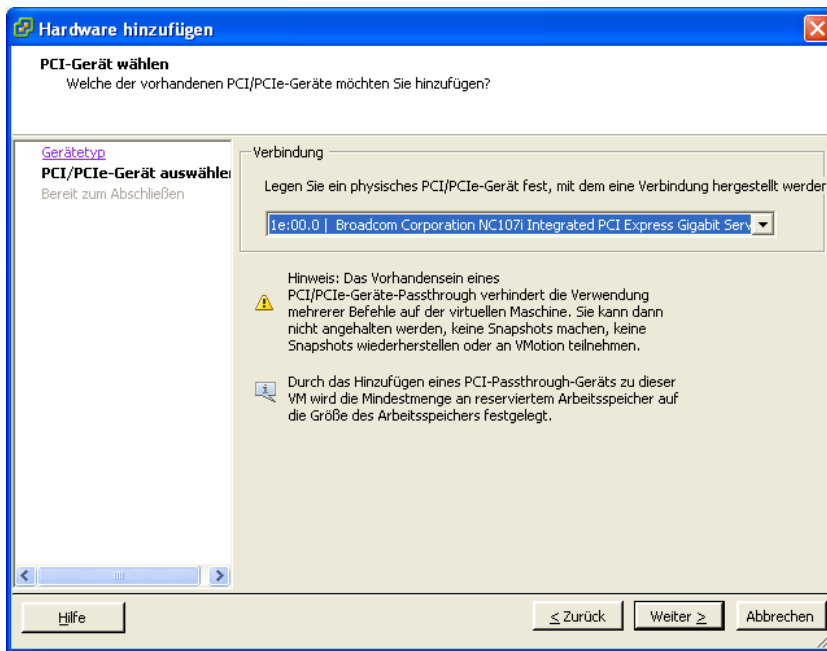 Hardware hinzufügen
PCI-Gerät wählen
Welche der vorhandenen PCI/PCIe-Geräte möchten Sie hinzufügen?
Gerätetyp
PCI/PCIe-Gerät auswähle
Bereit zum Abschließen
Verbindung
Legen Sie ein physisches PCI/PCIe-Gerät fest, mit dem eine Verbindung hergestellt werden
1e:00.0 | Broadcom Corporation NC107i Integrated PCI Express Gigabit Serv
Hinweis: Das Vorhandensein eines
PCI/PCIe-Geräte-Passthrough verhindert die Verwendung
mehrerer Befehle auf der virtuellen Maschine. Sie kann dann
nicht angehalten werden, keine Snapshots machen, keine
Snapshots wiederherstellen oder an VMotion teilnehmen.
Durch das Hinzufügen eines PCI-Passthrough-Geräts zu dieser
VM wird die Mindestmenge an reserviertem Arbeitsspeicher auf
die Größe des Arbeitsspeichers festgelegt.
Hilfe
< Zurück
Weiter >
Abbrechen